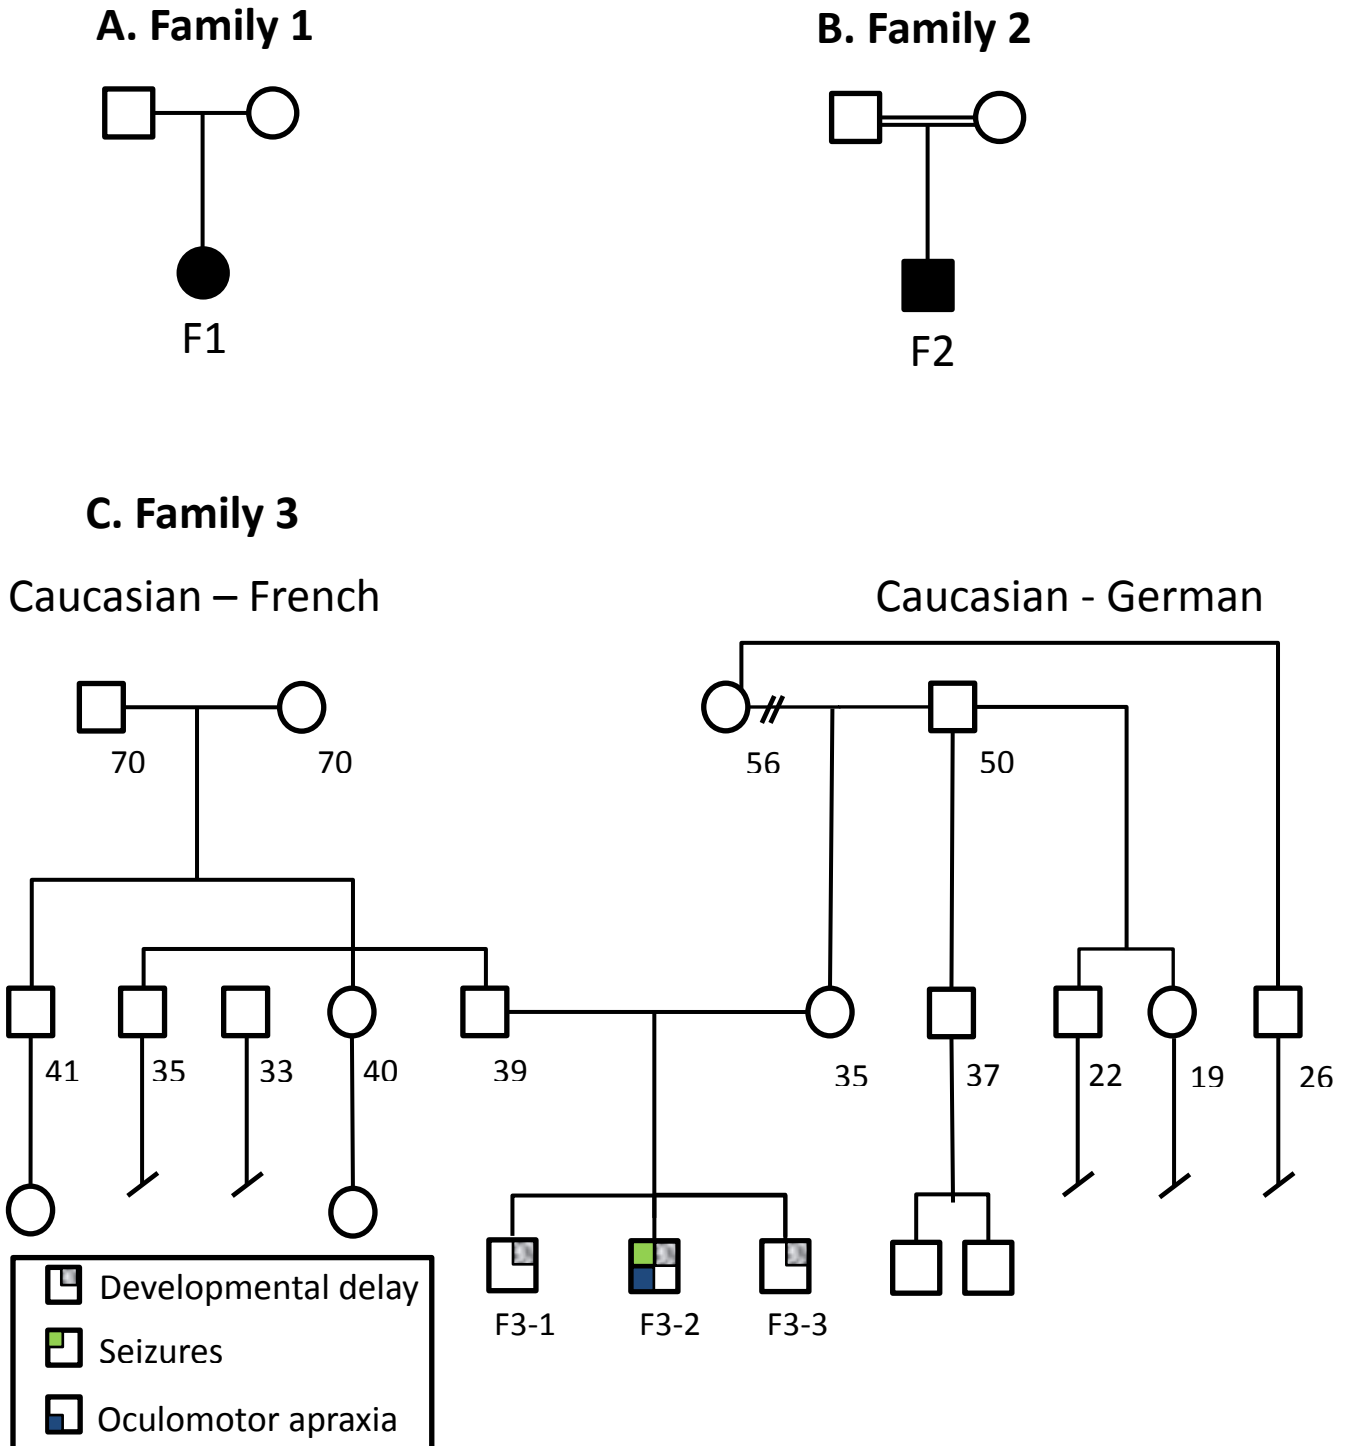 A. Family 1
B. Family 2
F1
F2
C. Family 3
Caucasian – French
Caucasian - German
70
70
56
50
41
35
33
40
39
35
37
22
19
26
F3-1
F3-2
F3-3
Developmental delay
Seizures
Oculomotor apraxia